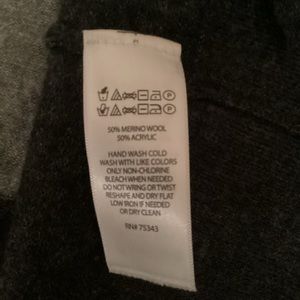 50% MERINO WOOL
50% ACRYLIC
HAND WASH COLD
WASH WITH LIKE COLORS
ONLY NON-CHLORINE
BLEACH WHEN NEEDED
DO NOT WRING OR TWIST
RESHAPE AND DRY FLAT
LOW IRON IF NEEDED
OR DRY CLEAN
RN# 75343